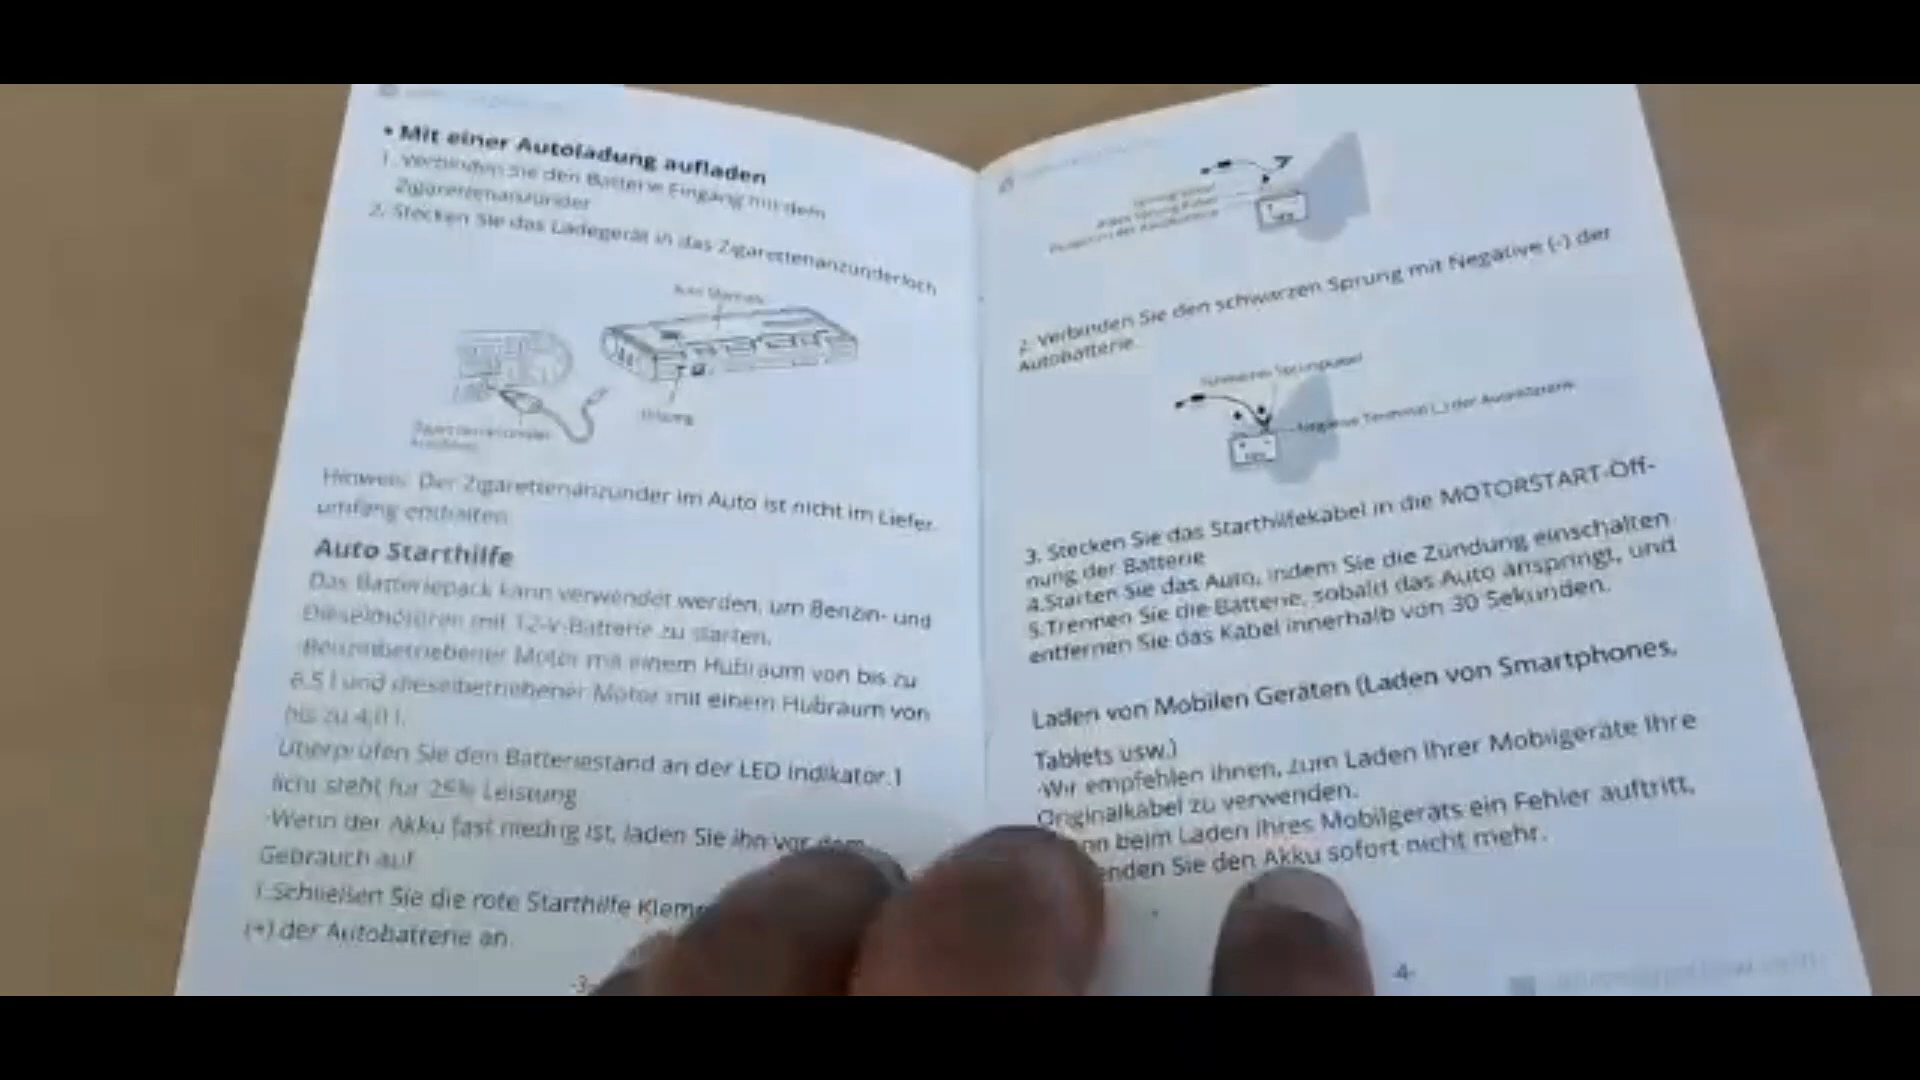 • Mit einer Autoladung aufladen
1. Verbinden Sie den Batterie Eingang mit dem
Zigarettenanzünder
2. Stecken Sie das Ladegerät in das Zigarettenanzünderloch
Eingang
Zigarettenanzünder
Hinweis: Der Zigarettenanzünder im Auto ist nicht im Liefer-
umfang enthalten.
Auto Starthilfe
Das Batteriepack kann verwendet werden, um Benzin- und
Dieselmotoren mit 12-V-Batterie zu starten.
Benzinbetriebener Motor mit einem Hubraum von bis zu
6,5 l und dieselbetriebener Motor mit einem Hubraum von
bis zu 4,0 l.
Überprüfen Sie den Batteriestand an der LED Indikator.1
licht steht für 25% Leistung
-Wenn der Akku fast niedrig ist, laden Sie ihn vor dem
Gebrauch auf.
1.Schließen Sie die rote Starthilfe
(+) der Autobatterie an.
-3-
2. Verbinden Sie den schwarzen Sprung mit Negative (-) der
Autobatterie.
Negative Terminal (_) der Autobatterie
3. Stecken Sie das Starthilfekabel in die MOTORSTART-Öff-
nung der Batterie
4.Starten Sie das Auto, indem Sie die Zündung einschalten
5.Trennen Sie die Batterie, sobald das Auto anspringt, und
entfernen Sie das Kabel innerhalb von 30 Sekunden.
Laden von Mobilen Geräten (Laden von Smartphones,
Tablets usw.)
-Wir empfehlen Ihnen, zum Laden Ihrer Mobilgeräte Ihre
Originalkabel zu verwenden.
beim Laden Ihres Mobilgeräts ein Fehler auftritt,
Sie den Akku sofort nicht mehr.
-4-